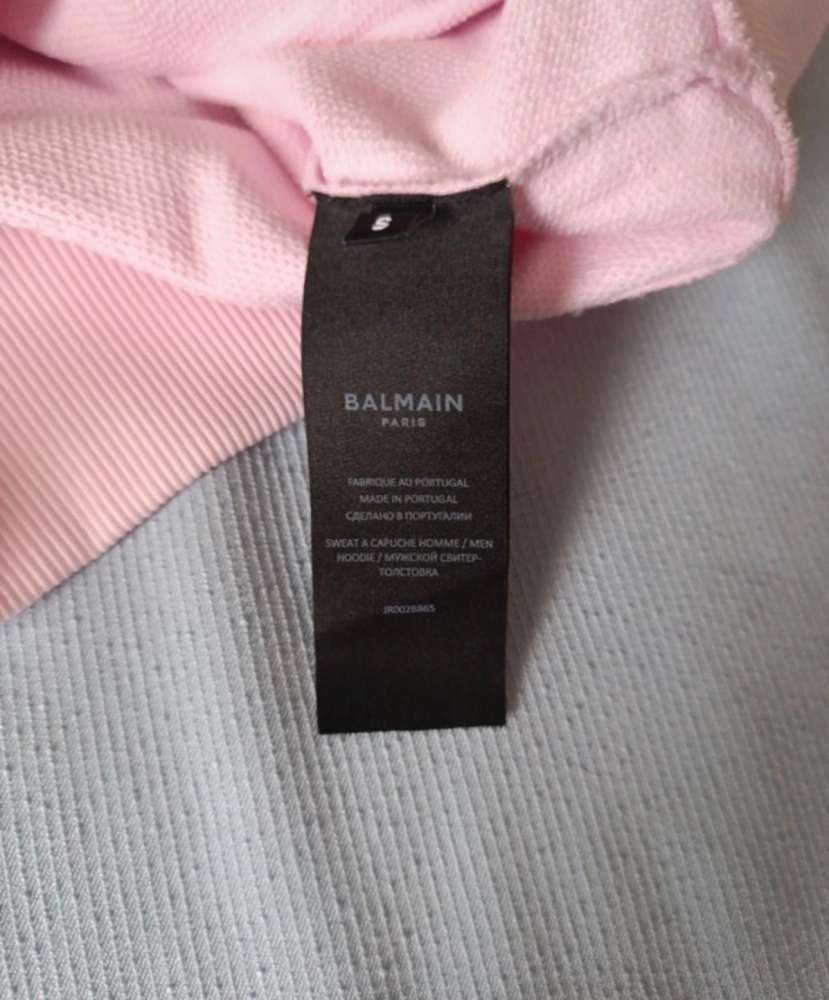 S
BALMAIN
PARIS
FABRIQUE AU PORTUGAL
MADE IN PORTUGAL
СДЕЛАНО В ПОРТУГАЛИИ
SWEAT A CAPUCHE HOMME / MEN
HOODIE / МУЖСКОЙ СВИТЕР-
ТОЛСТОВКА